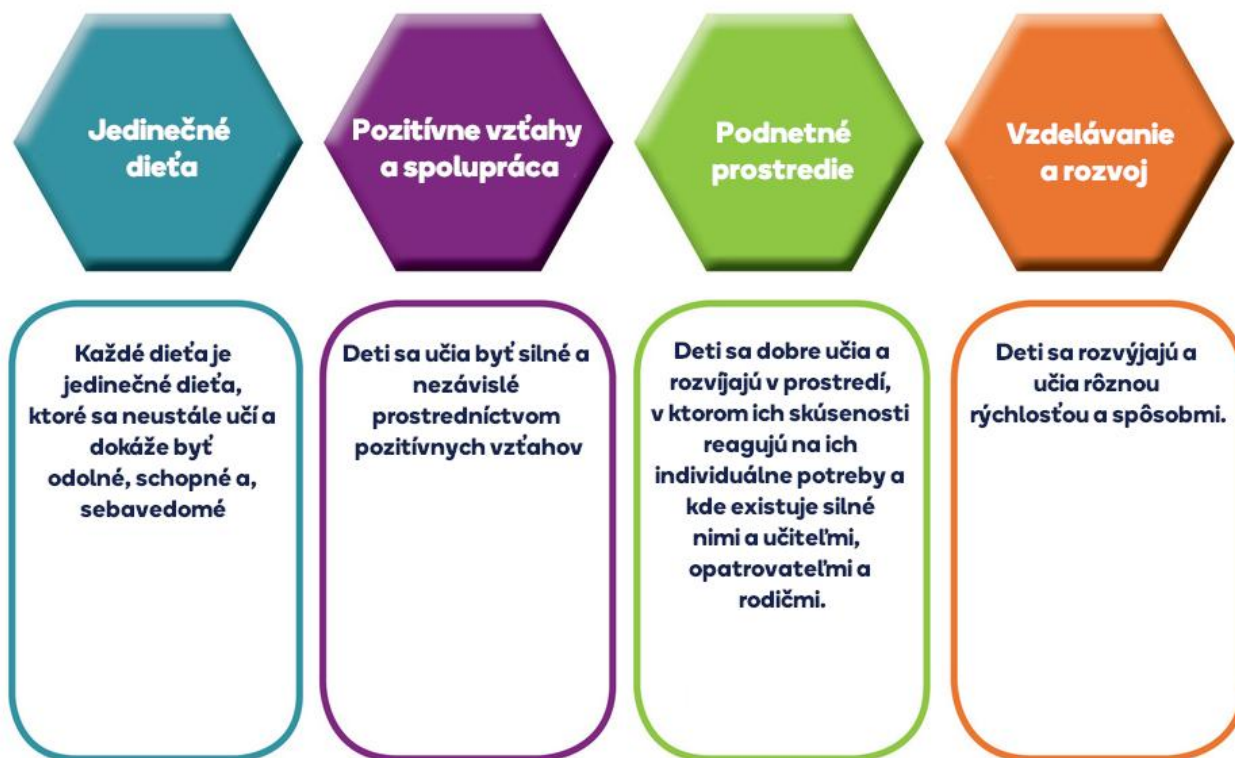 Jedinečné
dieťa
Pozitívne vzťahy
a spolupráca
Podnetné
prostredie
Vzdelávanie
a rozvoj
Každé dieťa je
jedinečné dieťa,
ktoré sa neustále učí a
dokáže byť
odolné, schopné a,
sebavedomé
Deti sa učia byť silné a
nezávislé
prostredníctvom
pozitívnych vzťahov
Deti sa dobre učia a
rozvíjajú v prostredí,
v ktorom ich skúsenosti
reagujú na ich
individuálne potreby a
kde existuje silné
nimi a učiteľmi,
opatrovateľmi a
rodičmi.
Deti sa rozvýjajú a
učia rôznou
rýchlosťou a spôsobmi.